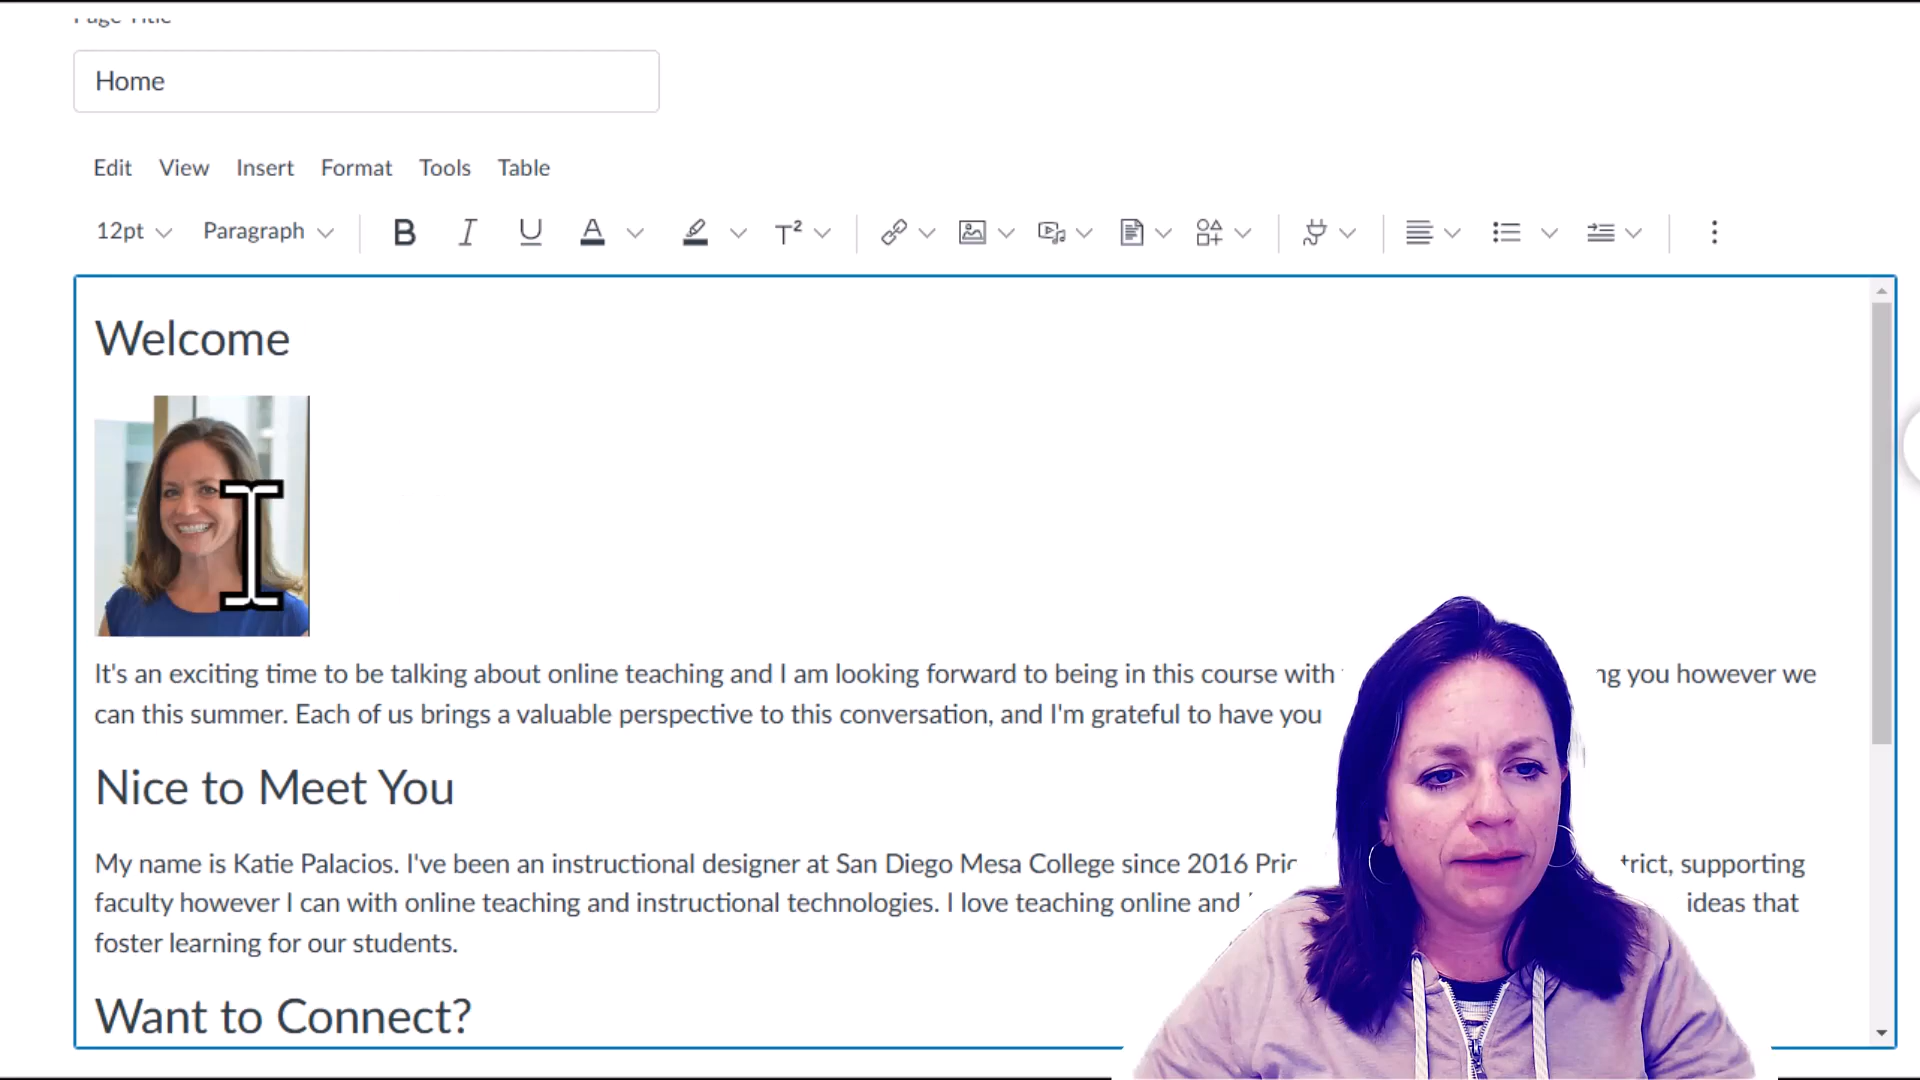 Page Title
Home
Edit View Insert Format Tools Table
12pt Paragraph B I U A T²
Welcome
It's an exciting time to be talking about online teaching and I am looking forward to being in this course with you however we
can this summer. Each of us brings a valuable perspective to this conversation, and I'm grateful to have you
Nice to Meet You
My name is Katie Palacios. I've been an instructional designer at San Diego Mesa College since 2016 supporting
faculty however I can with online teaching and instructional technologies. I love teaching online and ideas that
foster learning for our students.
Want to Connect?